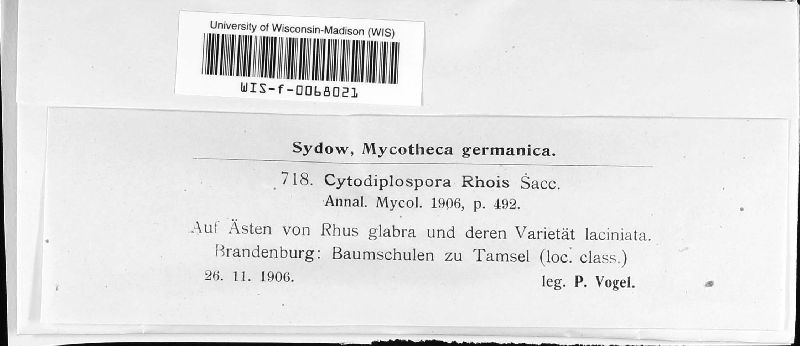 University of Wisconsin-Madison (WIS)
WIS-f-0068021
Sydow, Mycotheca germanica.
718. Cytodiplospora Rhois Sacc.
Annal. Mycol. 1906, p. 492.
Auf Ästen von Rhus glabra und deren Varietät laciniata.
Brandenburg: Baumschulen zu Tamsel (loc. class.)
26. 11. 1906. leg. P. Vogel.